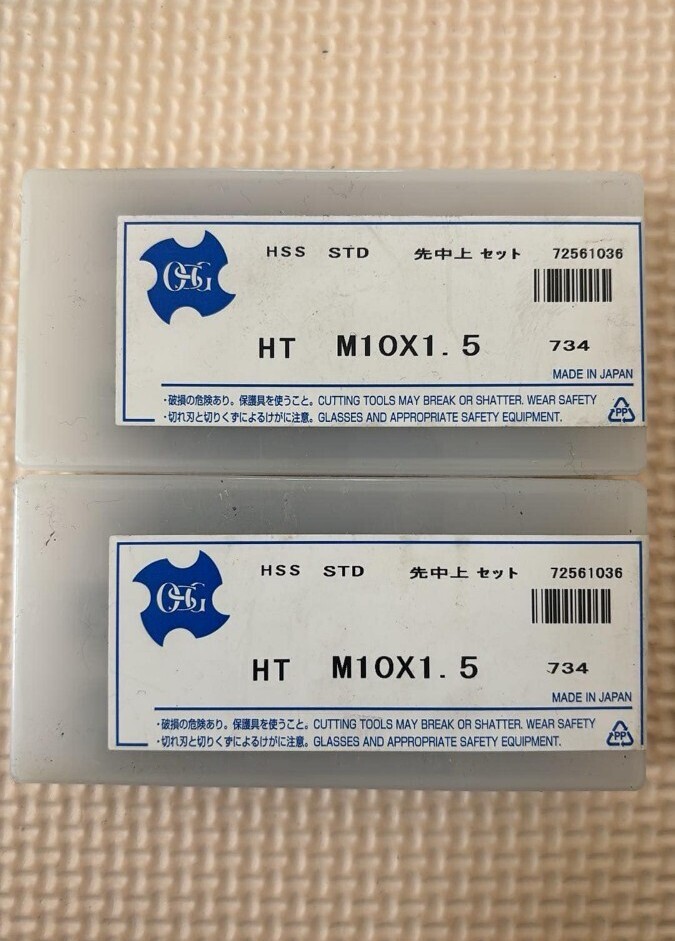 OSG
HSS STD 先中上 セット 72561036
HT M10X1.5 734
MADE IN JAPAN
・破損の危険あり。保護具を使うこと。CUTTING TOOLS MAY BREAK OR SHATTER. WEAR SAFETY
・切れ刃と切りくずによるけがに注意。GLASSES AND APPROPRIATE SAFETY EQUIPMENT.
PP
OSG
HSS STD 先中上 セット 72561036
HT M10X1.5 734
MADE IN JAPAN
・破損の危険あり。保護具を使うこと。CUTTING TOOLS MAY BREAK OR SHATTER. WEAR SAFETY
・切れ刃と切りくずによるけがに注意。GLASSES AND APPROPRIATE SAFETY EQUIPMENT.
PP